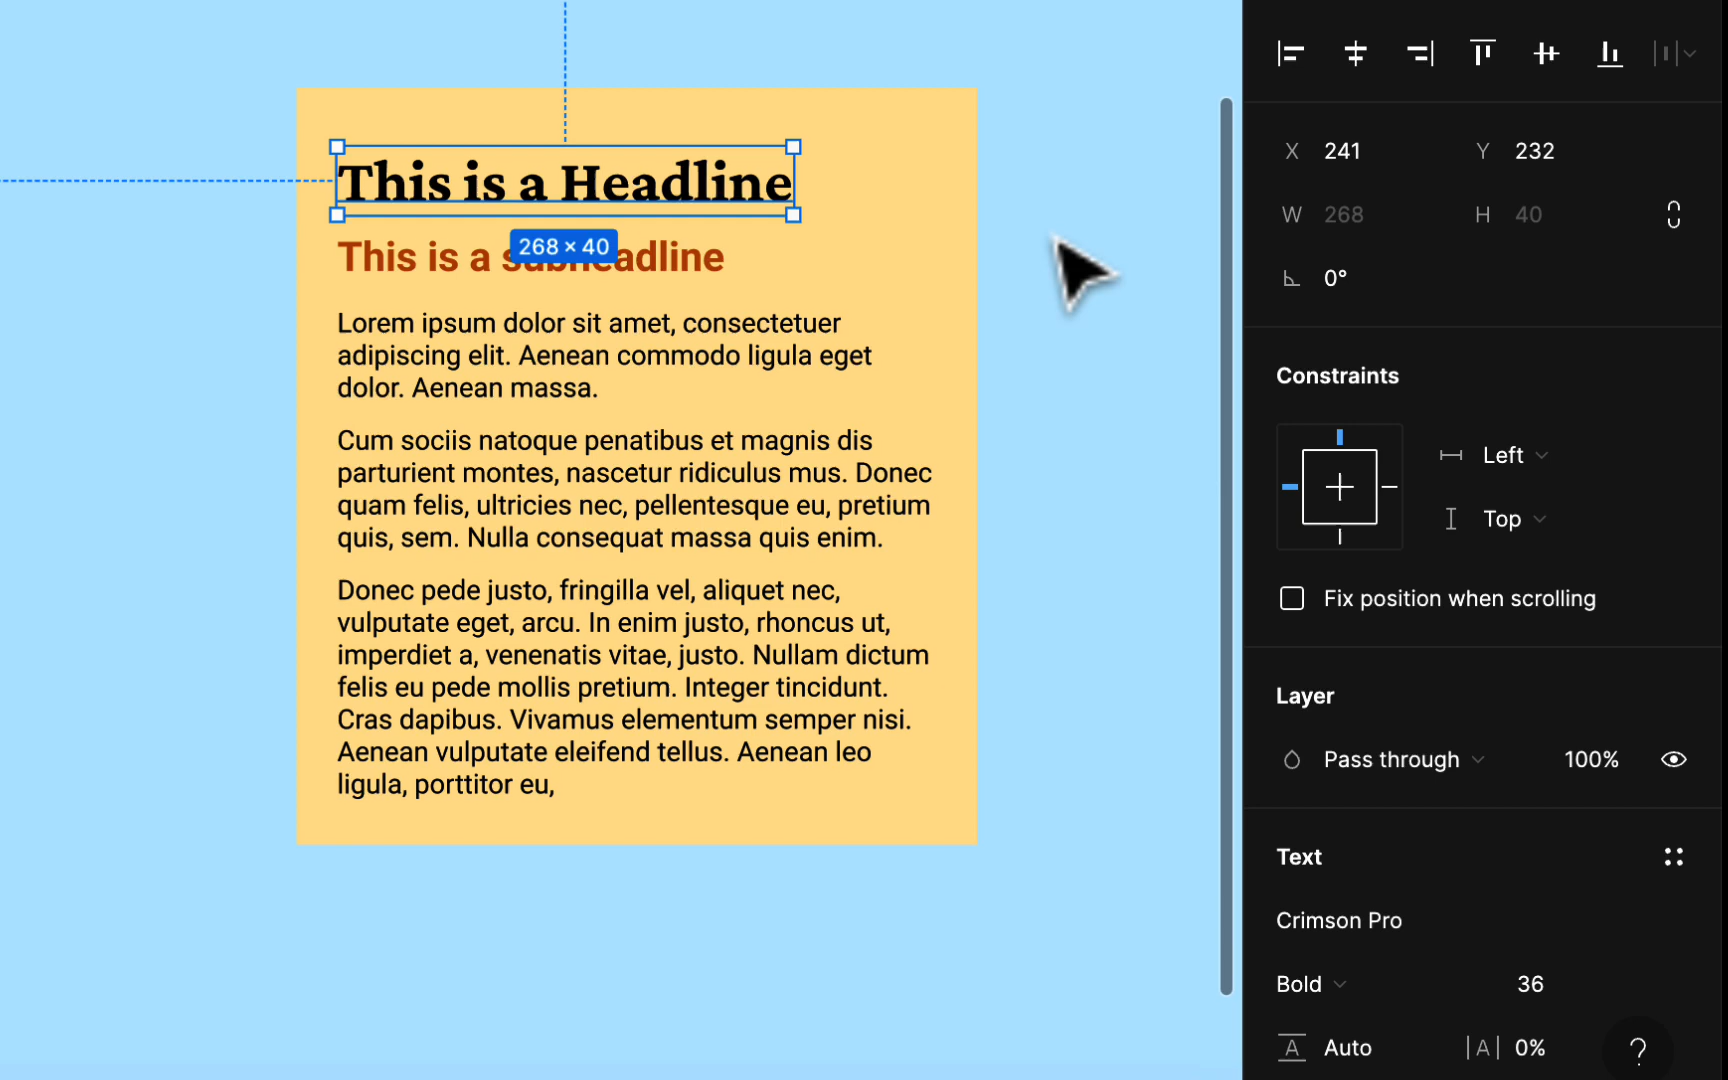 This is a Headline
268 × 40
This is a subheadline
Lorem ipsum dolor sit amet, consectetuer
adipiscing elit. Aenean commodo ligula eget
dolor. Aenean massa.
Cum sociis natoque penatibus et magnis dis
parturient montes, nascetur ridiculus mus. Donec
quam felis, ultricies nec, pellentesque eu, pretium
quis, sem. Nulla consequat massa quis enim.
Donec pede justo, fringilla vel, aliquet nec,
vulputate eget, arcu. In enim justo, rhoncus ut,
imperdiet a, venenatis vitae, justo. Nullam dictum
felis eu pede mollis pretium. Integer tincidunt.
Cras dapibus. Vivamus elementum semper nisi.
Aenean vulputate eleifend tellus. Aenean leo
ligula, porttitor eu,
X 241 Y 232
W 268 H 40
0°
Constraints
Left
Top
Fix position when scrolling
Layer
Pass through 100%
Text
Crimson Pro
Bold 36
A Auto |A| 0%
?